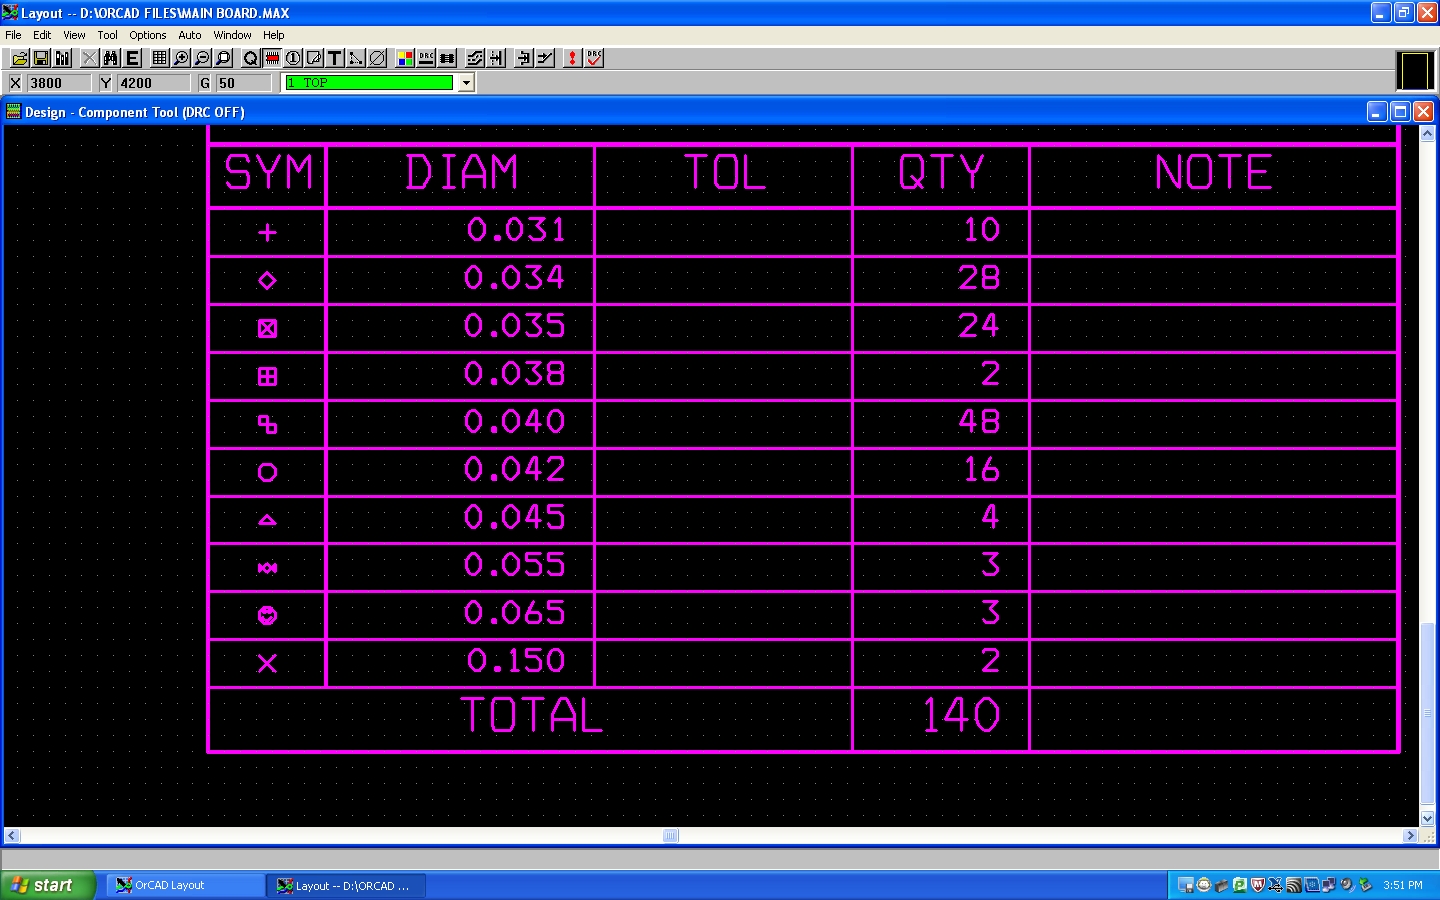 Layout -- D:\ORCAD FILES\MAIN BOARD.MAX
File Edit View Tool Options Auto Window Help
E Q 1 T DRC DRC
X 3800 Y 4200 G 50 1 TOP
Design - Component Tool (DRC OFF)
SYM DIAM TOL QTY NOTE
0.031 10
0.034 28
0.035 24
0.038 2
0.040 48
0.042 16
0.045 4
0.055 3
0.065 3
0.150 2
TOTAL 140
start OrCAD Layout Layout -- D:\ORCAD ... 3:51 PM